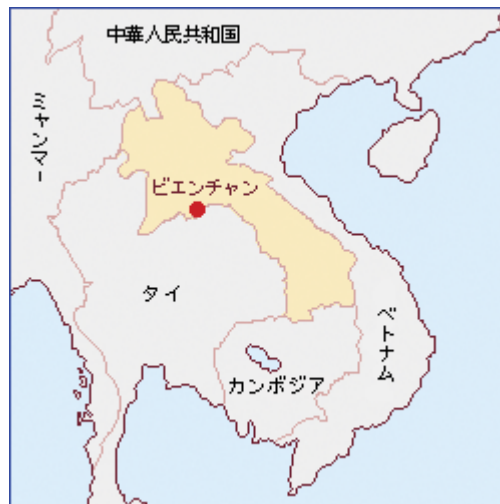 中華人民共和国
ミャンマー
ビエンチャン
タイ
ベトナム
カンボジア